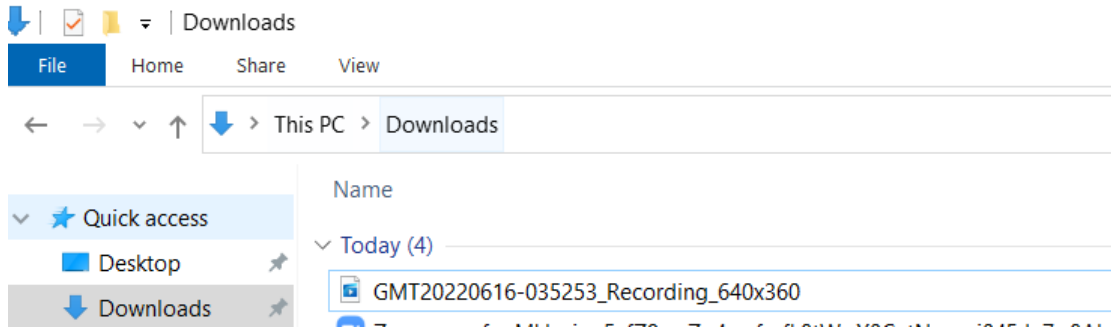 Downloads
File Home Share View
This PC > Downloads
Name
Quick access
Today (4)
Desktop
GMT20220616-035253_Recording_640x360
Downloads